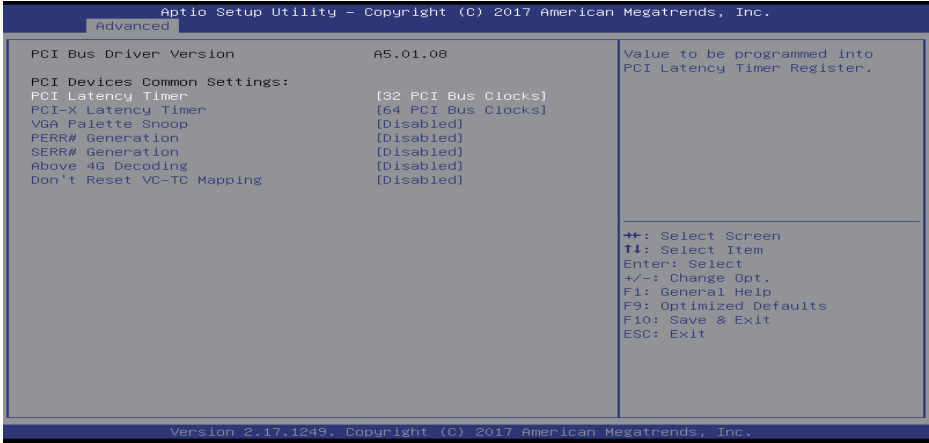 Aptio Setup Utility – Copyright (C) 2017 American Megatrends, Inc.
Advanced
PCI Bus Driver Version A5.01.08
PCI Devices Common Settings:
PCI Latency Timer [32 PCI Bus Clocks]
PCI-X Latency Timer [64 PCI Bus Clocks]
VGA Palette Snoop [Disabled]
PERR# Generation [Disabled]
SERR# Generation [Disabled]
Above 4G Decoding [Disabled]
Don't Reset VC-TC Mapping [Disabled]
Value to be programmed into
PCI Latency Timer Register.
→←: Select Screen
↑↓: Select Item
Enter: Select
+/-: Change Opt.
F1: General Help
F9: Optimized Defaults
F10: Save & Exit
ESC: Exit
Version 2.17.1249. Copyright (C) 2017 American Megatrends, Inc.